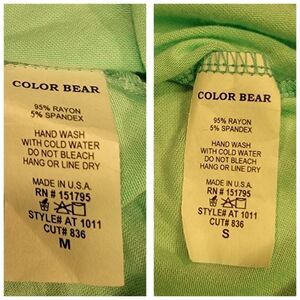 COLOR BEAR
95% RAYON
5% SPANDEX
HAND WASH
WITH COLD WATER
DO NOT BLEACH
HANG OR LINE DRY
MADE IN U.S.A.
RN # 151795
STYLE# AT 1011
CUT# 836
M
COLOR BEAR
95% RAYON
5% SPANDEX
HAND WASH
WITH COLD WATER
DO NOT BLEACH
HANG OR LINE DRY
MADE IN U.S.A.
RN # 151795
STYLE# AT 1011
CUT# 836
S